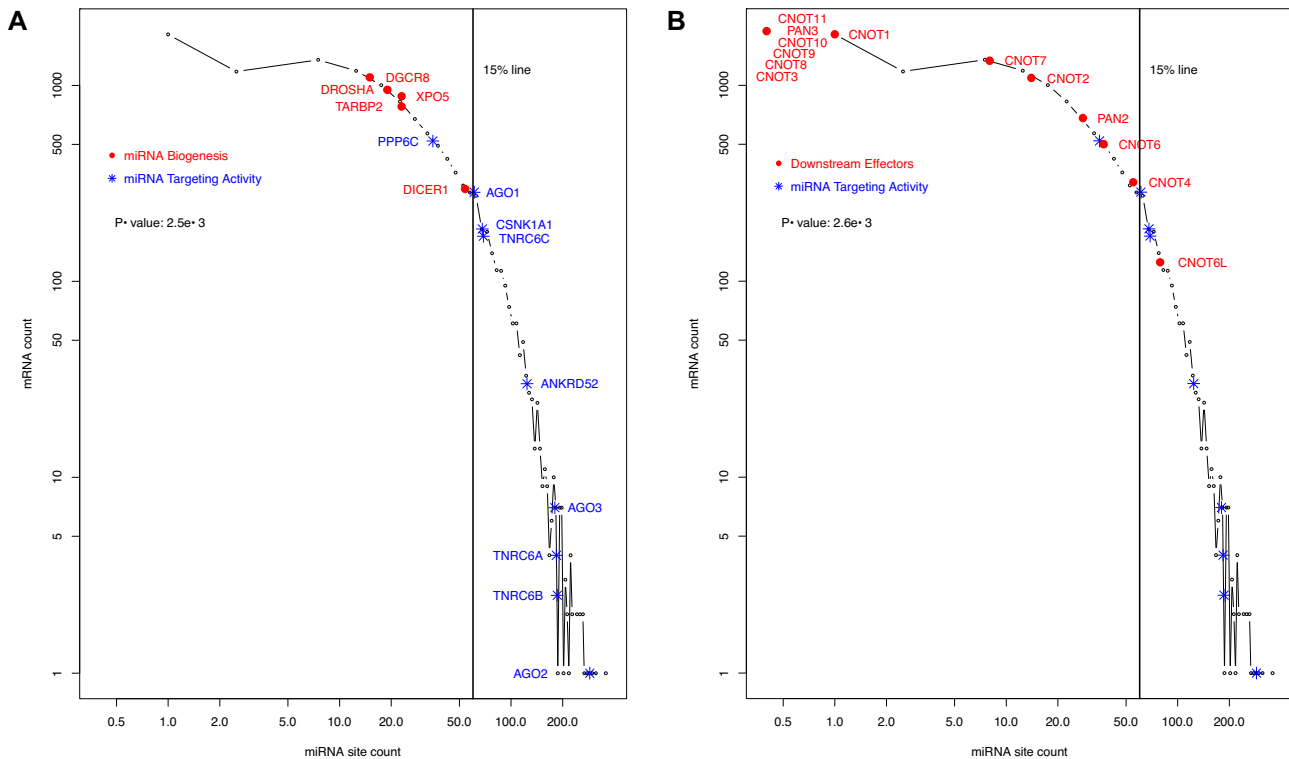 A
mRNA count
1000
500
100
50
10
5
1
DGCR8
DROSHA
XPO5
TARBP2
15% line
PPP6C
miRNA Biogenesis
miRNA Targeting Activity
DICER1
AGO1
P• value: 2.5e• 3
CSNK1A1
TNRC6C
ANKRD52
AGO3
TNRC6A
TNRC6B
AGO2
0.5 1.0 2.0 5.0 10.0 20.0 50.0 100.0 200.0
miRNA site count
B
mRNA count
1000
500
100
50
10
5
1
CNOT11
PAN3
CNOT10
CNOT9
CNOT8
CNOT3
CNOT1
CNOT7
15% line
CNOT2
PAN2
CNOT6
Downstream Effectors
miRNA Targeting Activity
CNOT4
P• value: 2.6e• 3
CNOT6L
0.5 1.0 2.0 5.0 10.0 20.0 50.0 100.0 200.0
miRNA site count